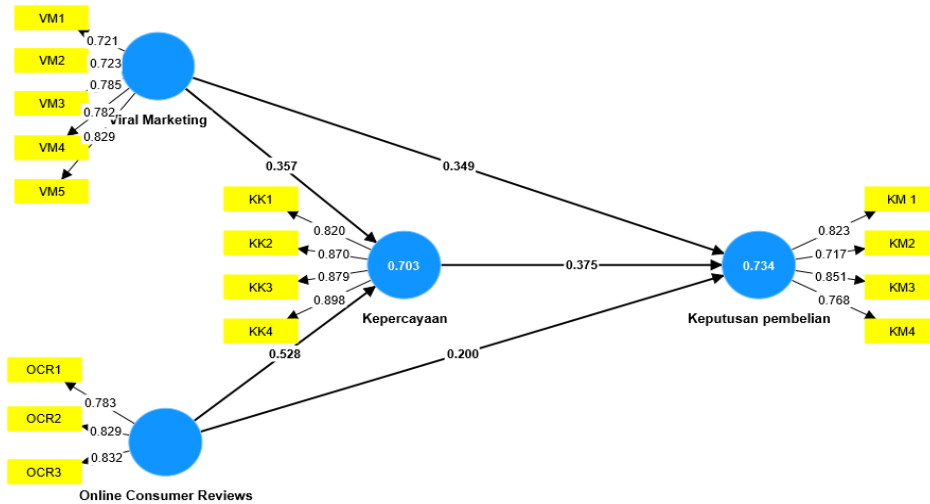 VM1
0.721
VM2
0.723
VM3
0.785
0.782
Viral Marketing
0.829
VM4
VM5
0.357
0.349
KK1
0.820
KK2
0.870
KK3
0.879
KK4
0.898
0.703
Kepercayaan
0.375
0.734
Keputusan pembelian
KM 1
0.823
KM2
0.717
KM3
0.851
KM4
0.768
0.528
0.200
OCR1
0.783
OCR2
0.829
OCR3
0.832
Online Consumer Reviews